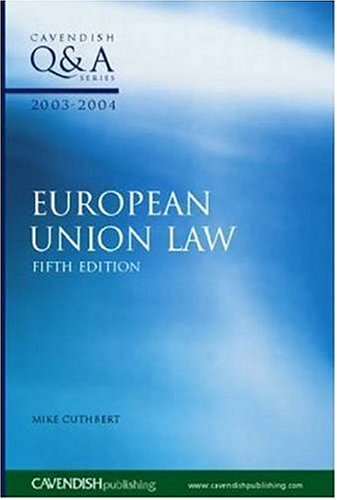 CAVENDISH
Q&A
SERIES
2003-2004
EUROPEAN
UNION LAW
FIFTH EDITION
MIKE CUTHBERT
CAVENDISHpublishing
www.cavendishpublishing.com